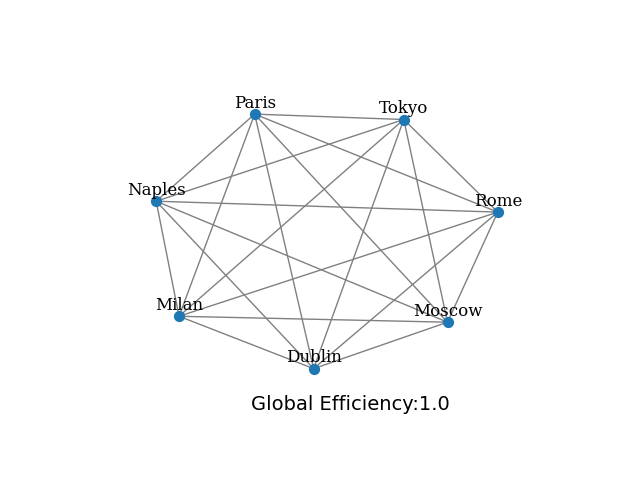 Paris
Tokyo
Naples
Rome
Milan
Moscow
Dublin
Global Efficiency:1.0